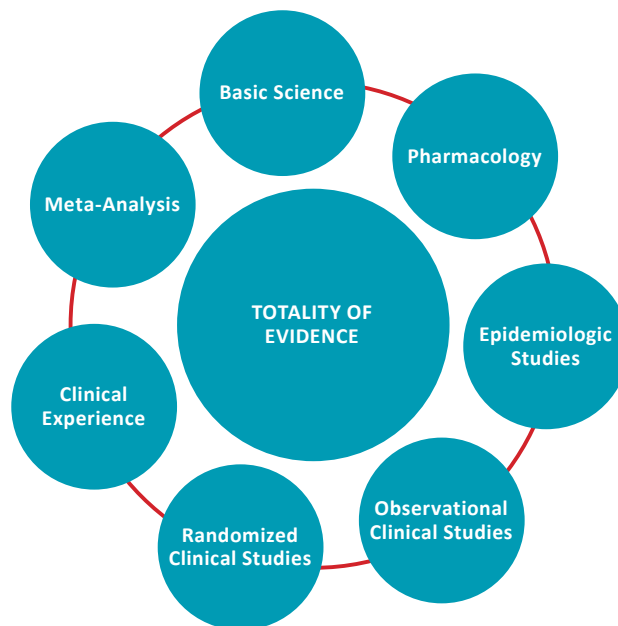 Basic Science
Pharmacology
Meta-Analysis
TOTALITY OF
EVIDENCE
Epidemiologic
Studies
Clinical
Experience
Observational
Clinical Studies
Randomized
Clinical Studies